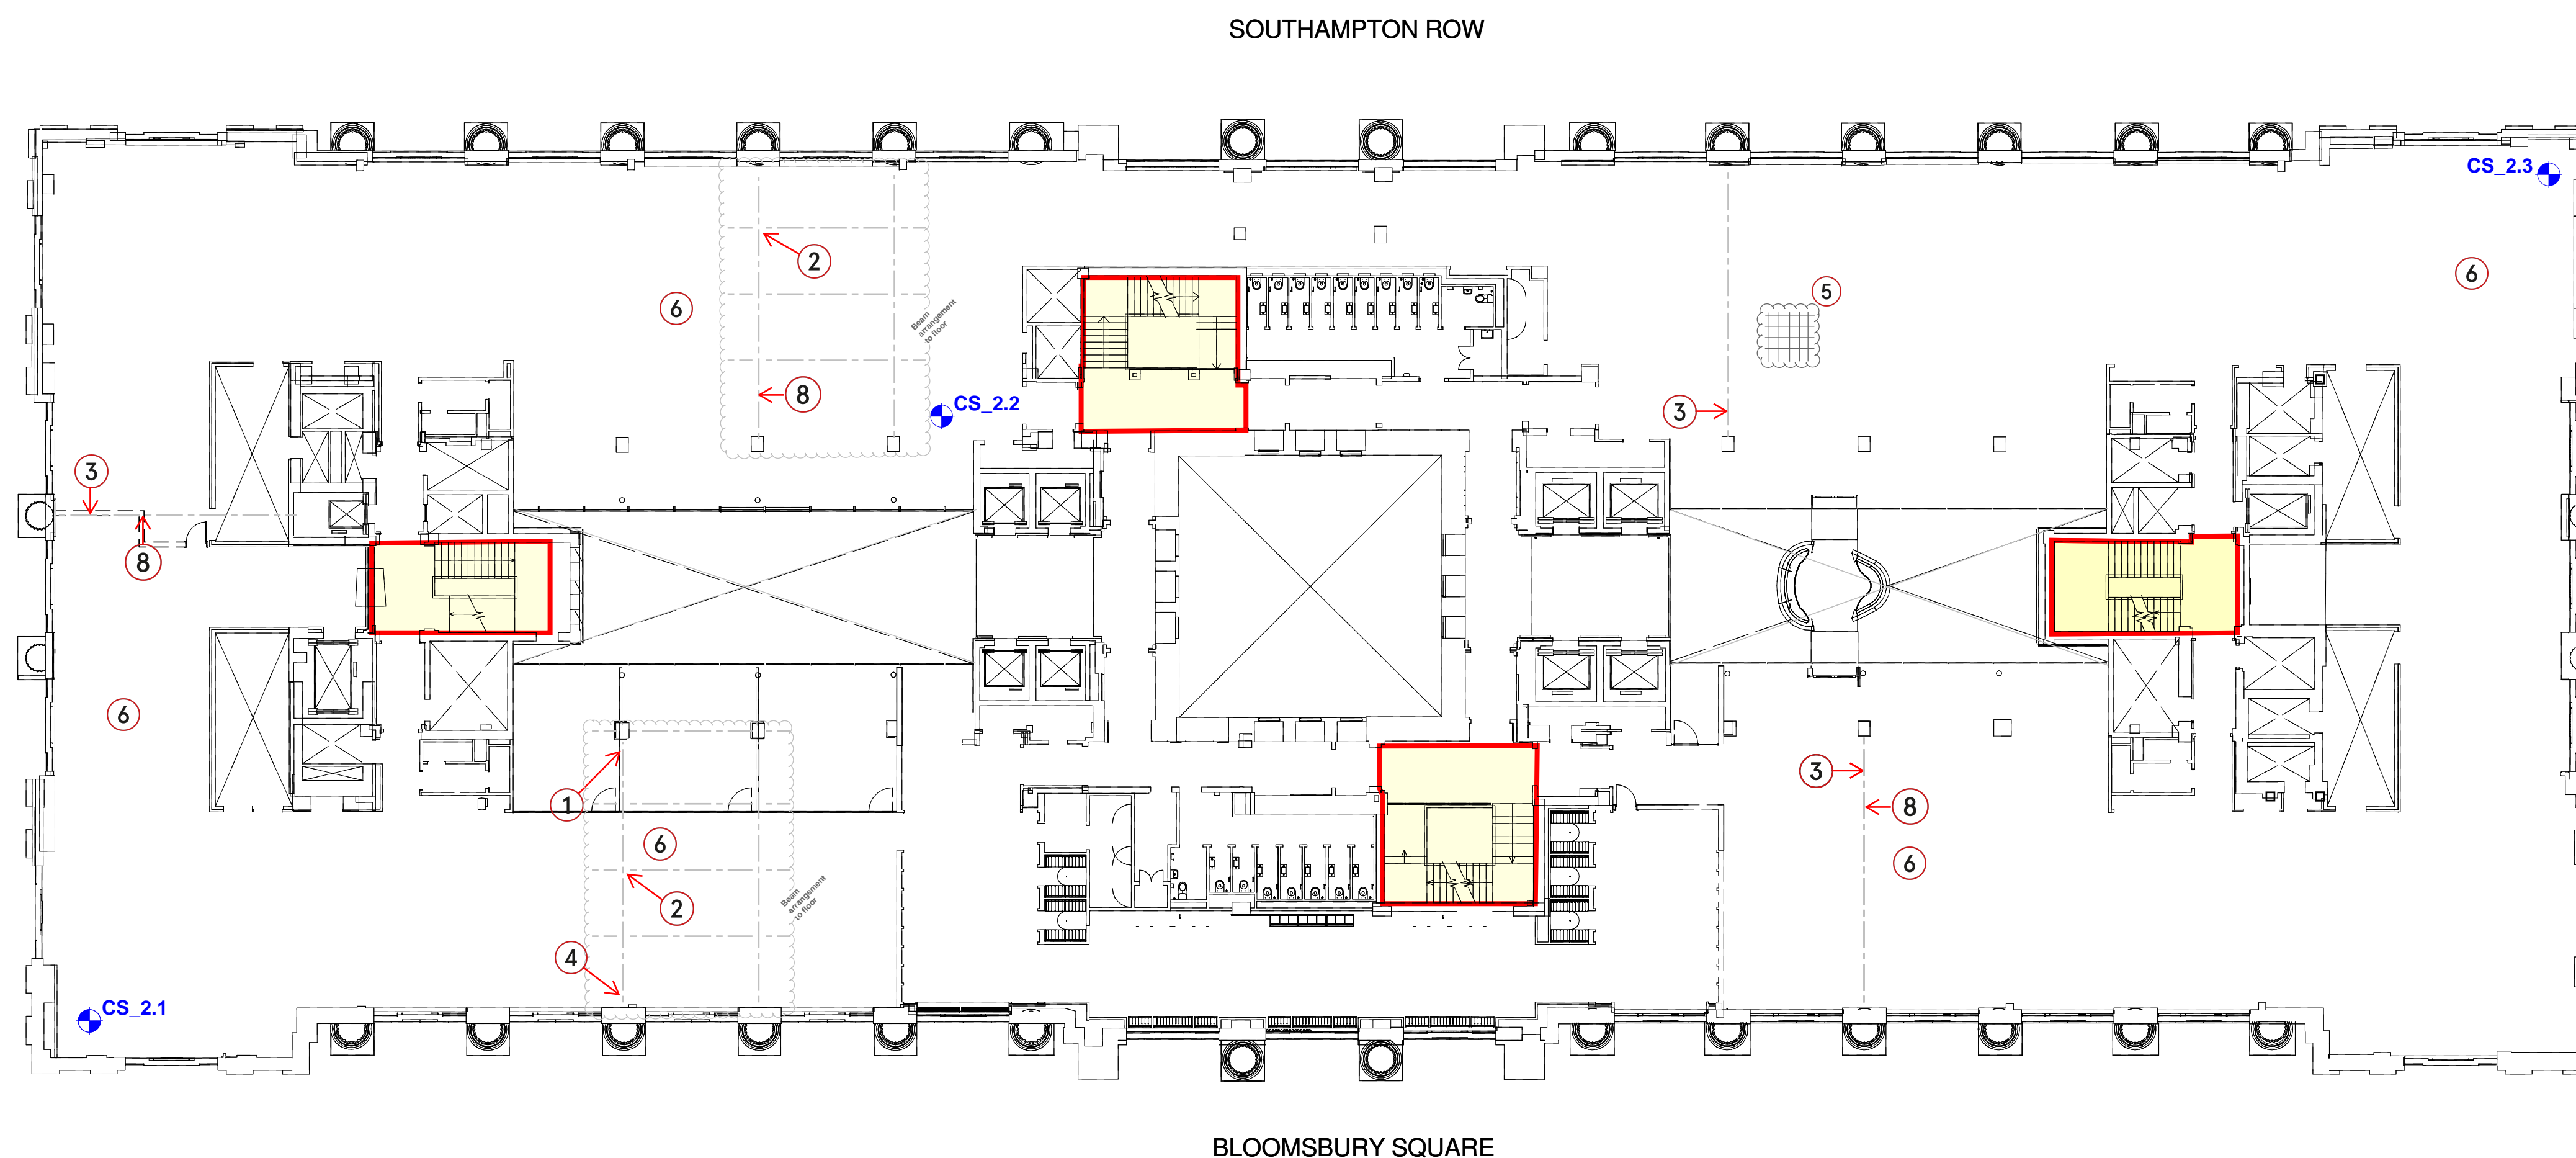 SOUTHAMPTON ROW
CS_2.3
2
6
5
6
Beam
arrangement
to floor
8
CS_2.2
3
3
8
6
1
3
8
6
6
2
Beam
arrangement
to floor
4
CS_2.1
BLOOMSBURY SQUARE